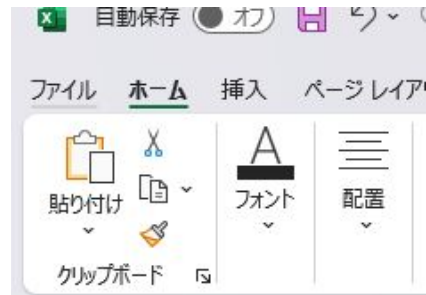 自動保存 オフ
ファイル ホーム 挿入 ページ レイア
貼り付け
フォント
配置
クリップボード